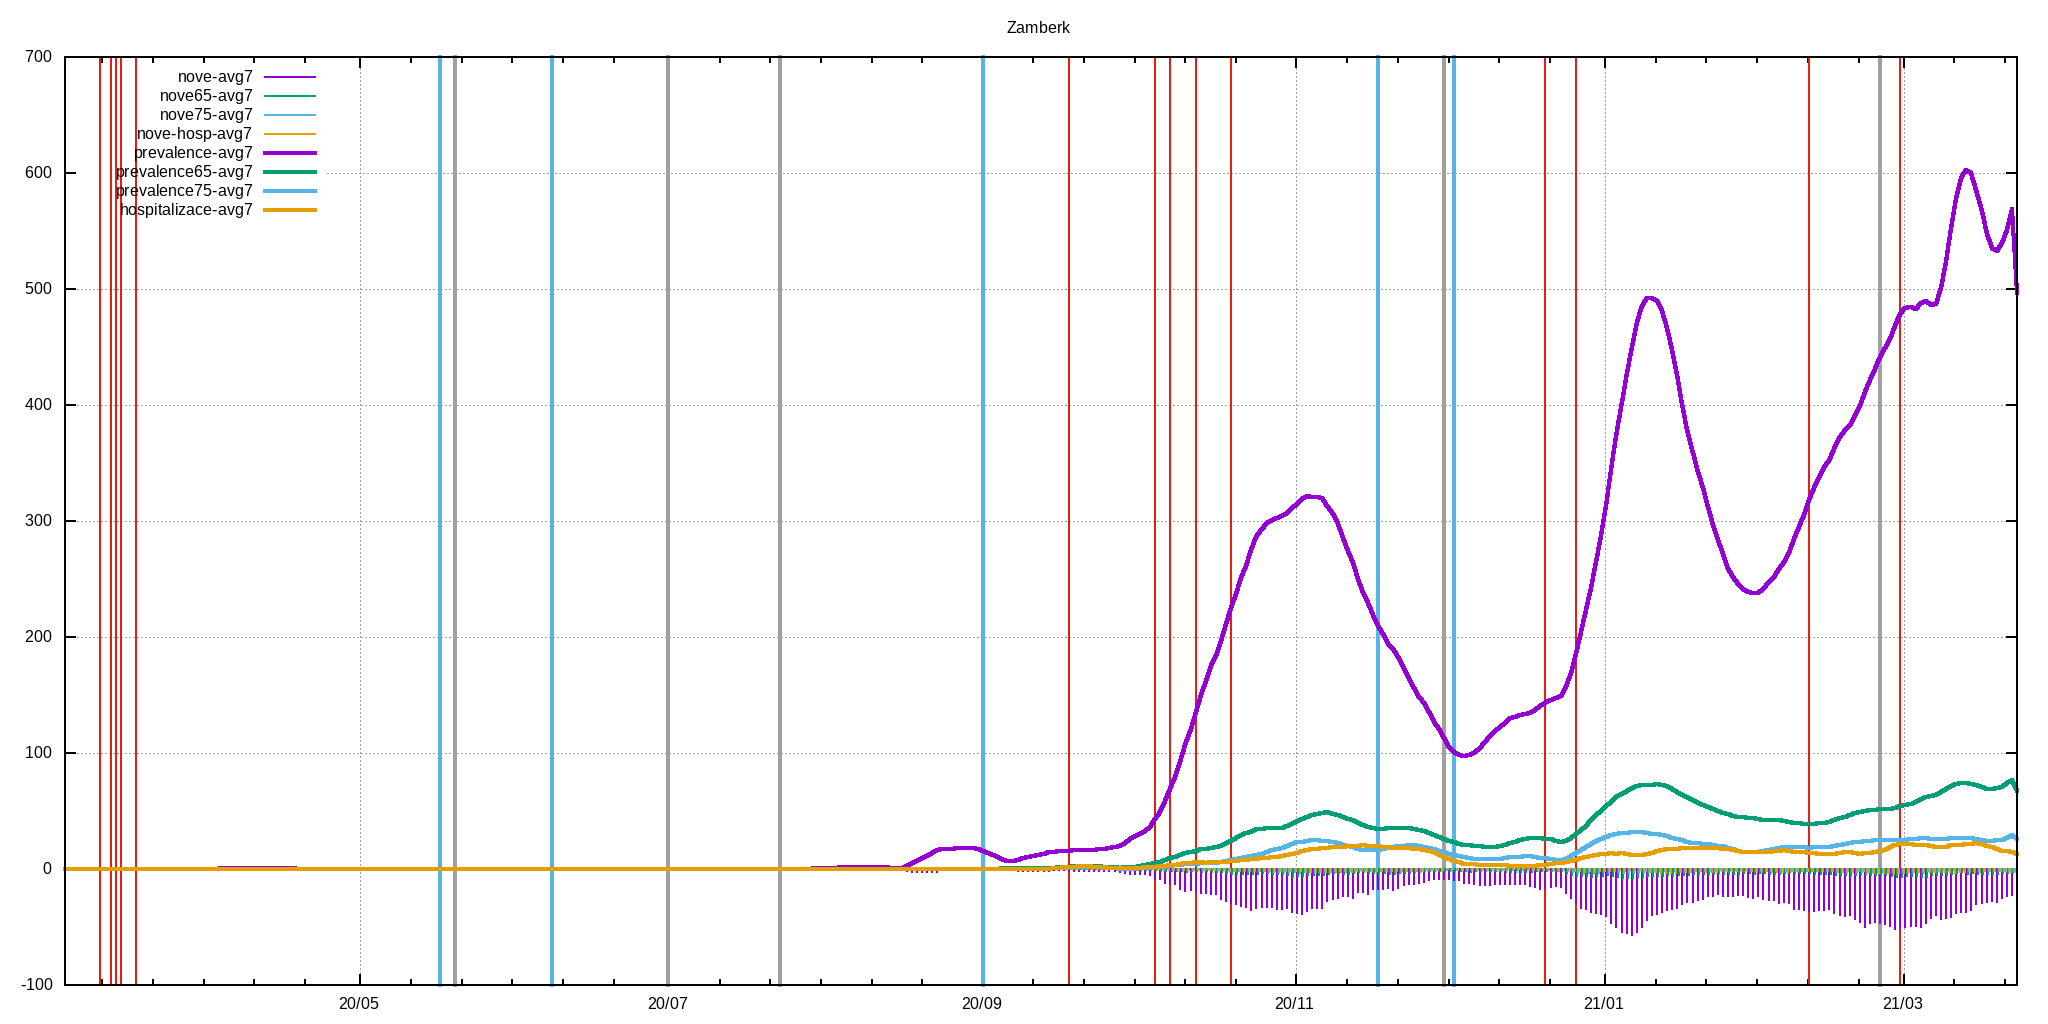 Zamberk
700
600
500
400
300
200
100
0
-100
nove-avg7
nove65-avg7
nove75-avg7
nove-hosp-avg7
prevalence-avg7
prevalence65-avg7
prevalence75-avg7
hospitalizace-avg7
20/05 20/07 20/09 20/11 21/01 21/03